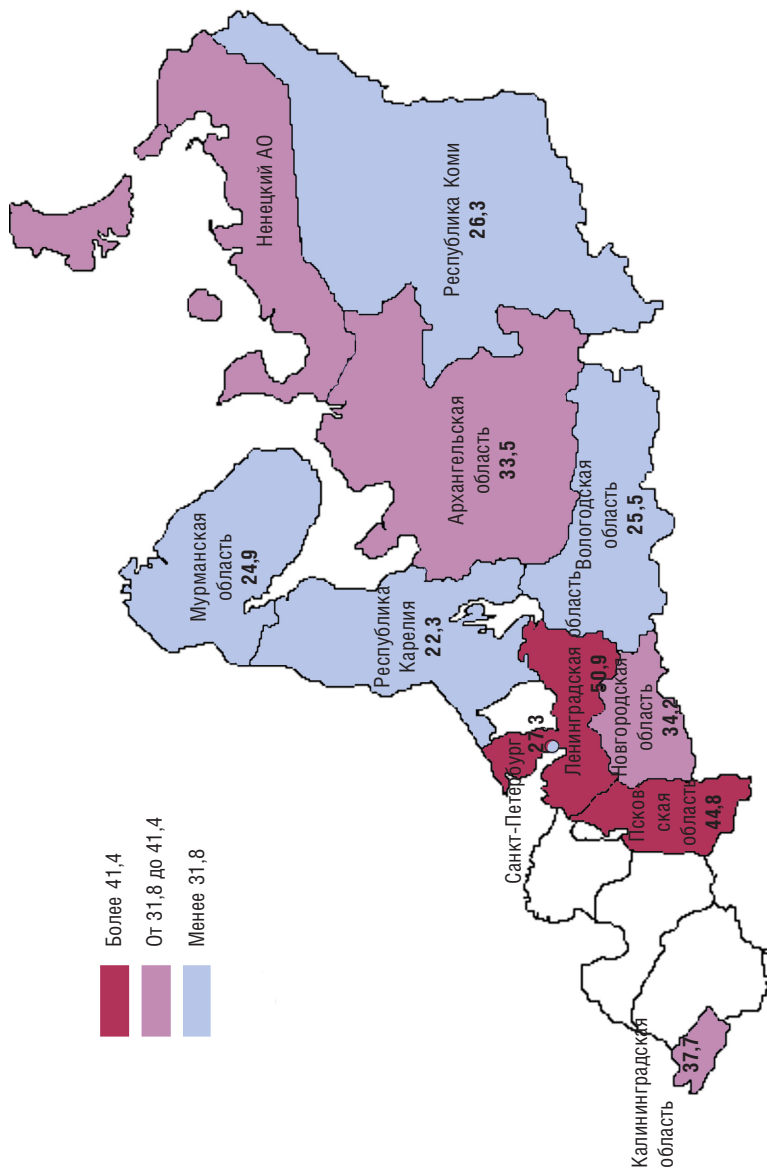 Более 41,4
От 31,8 до 41,4
Менее 31,8
Мурманская
область
24,9
Ненецкий АО
Республика
Карелия
22,3
Архангельская
область
33,5
Республика Коми
26,3
Санкт-Петербург
27,3
Ленинградская область
50,9
Вологодская
область
25,5
Новгородская
область
34,2
Псков
ская
область
44,8
Калининградская
область
37,7